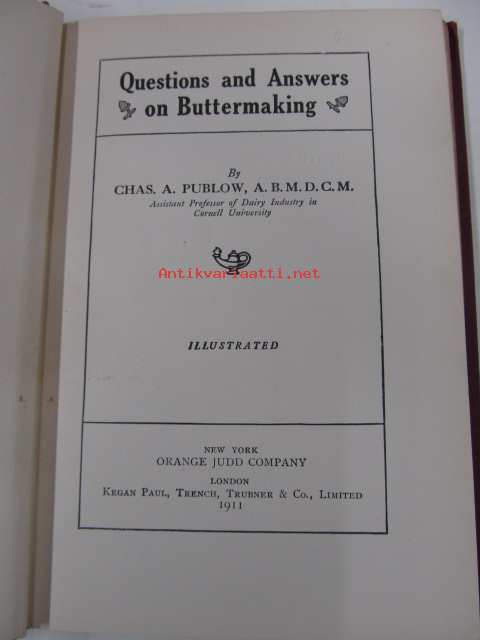 Questions and Answers
on Buttermaking
By
CHAS. A. PUBLOW, A.B.M.D.C.M.
Assistant Professor of Dairy Industry in
Cornell University
Antikvariaatti.net
ILLUSTRATED
NEW YORK
ORANGE JUDD COMPANY
LONDON
KEGAN PAUL, TRENCH, TRUBNER & CO., LIMITED
1911